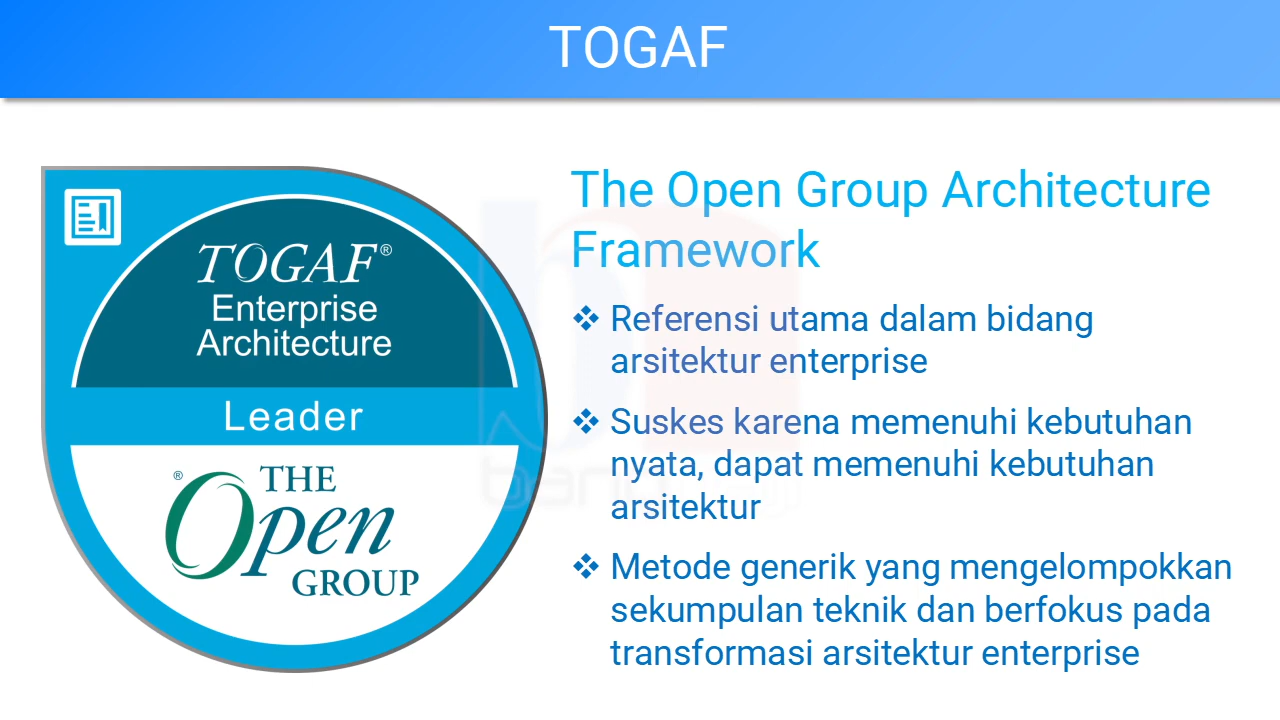 TOGAF
TOGAF®
Enterprise
Architecture
Leader
® THE
Open
GROUP
The Open Group Architecture
Framework
❖ Referensi utama dalam bidang
arsitektur enterprise
❖ Suskes karena memenuhi kebutuhan
nyata, dapat memenuhi kebutuhan
arsitektur
❖ Metode generik yang mengelompokkan
sekumpulan teknik dan berfokus pada
transformasi arsitektur enterprise